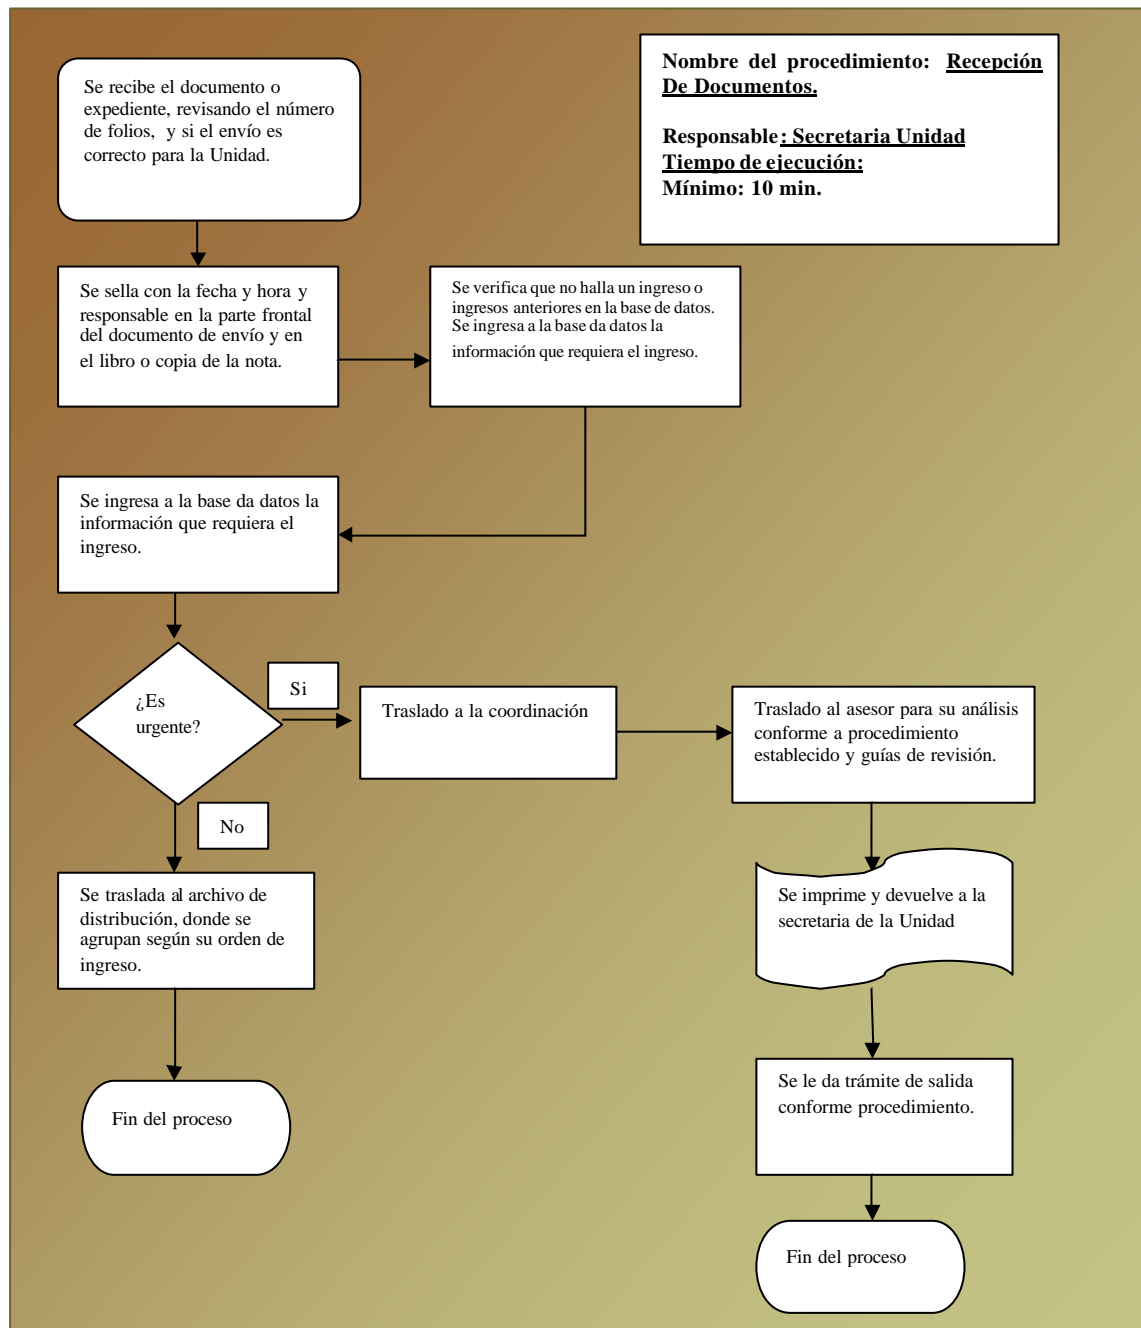 Se recibe el documento o
expediente, revisando el número
de folios, y si el envío es
correcto para la Unidad.
Nombre del procedimiento: Recepción
De Documentos.
Responsable: Secretaria Unidad
Tiempo de ejecución:
Mínimo: 10 min.
Se sella con la fecha y hora y
responsable en la parte frontal
del documento de envío y en
el libro o copia de la nota.
Se verifica que no halla un ingreso o
ingresos anteriores en la base de datos.
Se ingresa a la base da datos la
información que requiera el ingreso.
Se ingresa a la base da datos la
información que requiera el
ingreso.
¿Es
urgente?
Si
Traslado a la coordinación
Traslado al asesor para su análisis
conforme a procedimiento
establecido y guías de revisión.
No
Se traslada al archivo de
distribución, donde se
agrupan según su orden de
ingreso.
Se imprime y devuelve a la
secretaria de la Unidad
Se le da trámite de salida
conforme procedimiento.
Fin del proceso
Fin del proceso